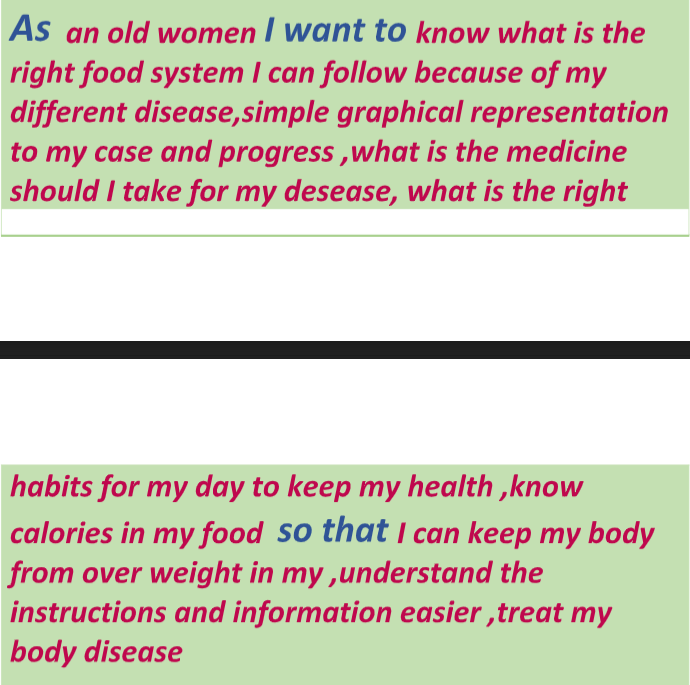 As an old women I want to know what is the
right food system I can follow because of my
different disease,simple graphical representation
to my case and progress ,what is the medicine
should I take for my desease, what is the right
habits for my day to keep my health ,know
calories in my food so that I can keep my body
from over weight in my ,understand the
instructions and information easier ,treat my
body disease